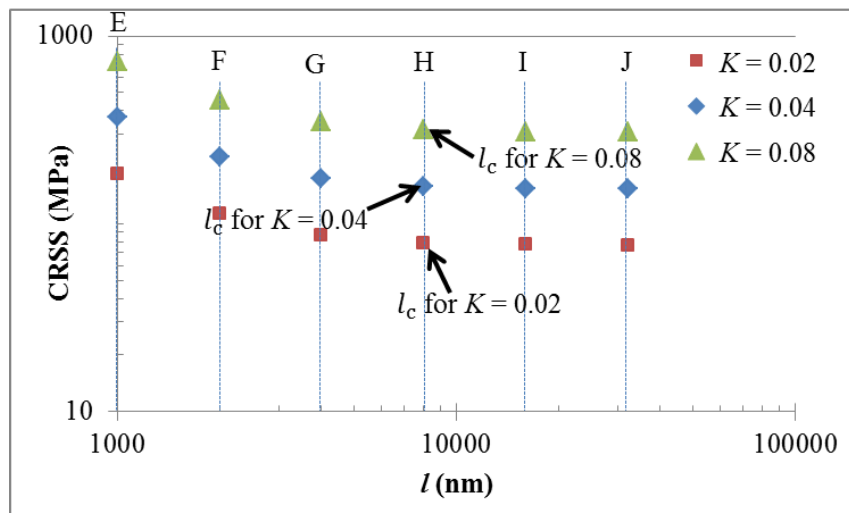 E
1000
F
G
H
I
J
K = 0.02
K = 0.04
K = 0.08
lc for K = 0.08
lc for K = 0.04
lc for K = 0.02
CRSS (MPa)
10
1000
10000
100000
l (nm)